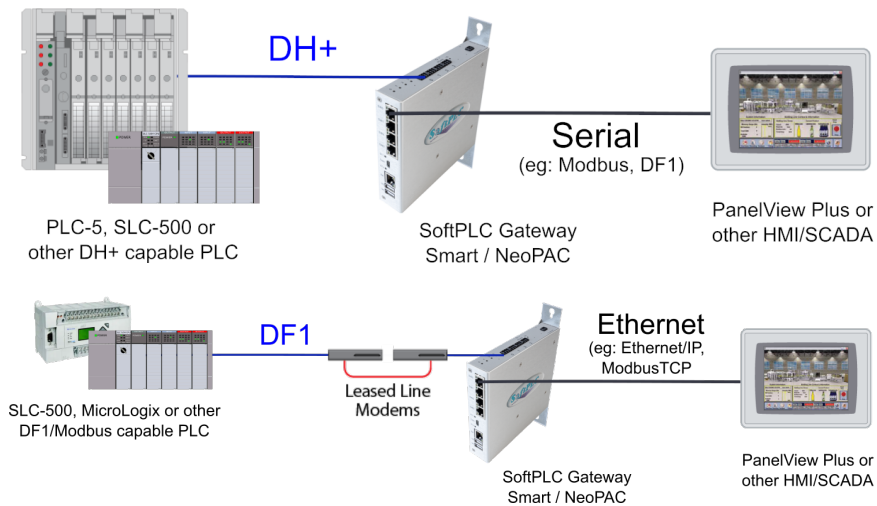 DH+
Serial
(eg: Modbus, DF1)
PLC-5, SLC-500 or
other DH+ capable PLC
SoftPLC Gateway
Smart / NeoPAC
PanelView Plus or
other HMI/SCADA
DF1
Leased Line
Modems
Ethernet
(eg: Ethernet/IP,
ModbusTCP
SLC-500, MicroLogix or other
DF1/Modbus capable PLC
SoftPLC Gateway
Smart / NeoPAC
PanelView Plus or
other HMI/SCADA